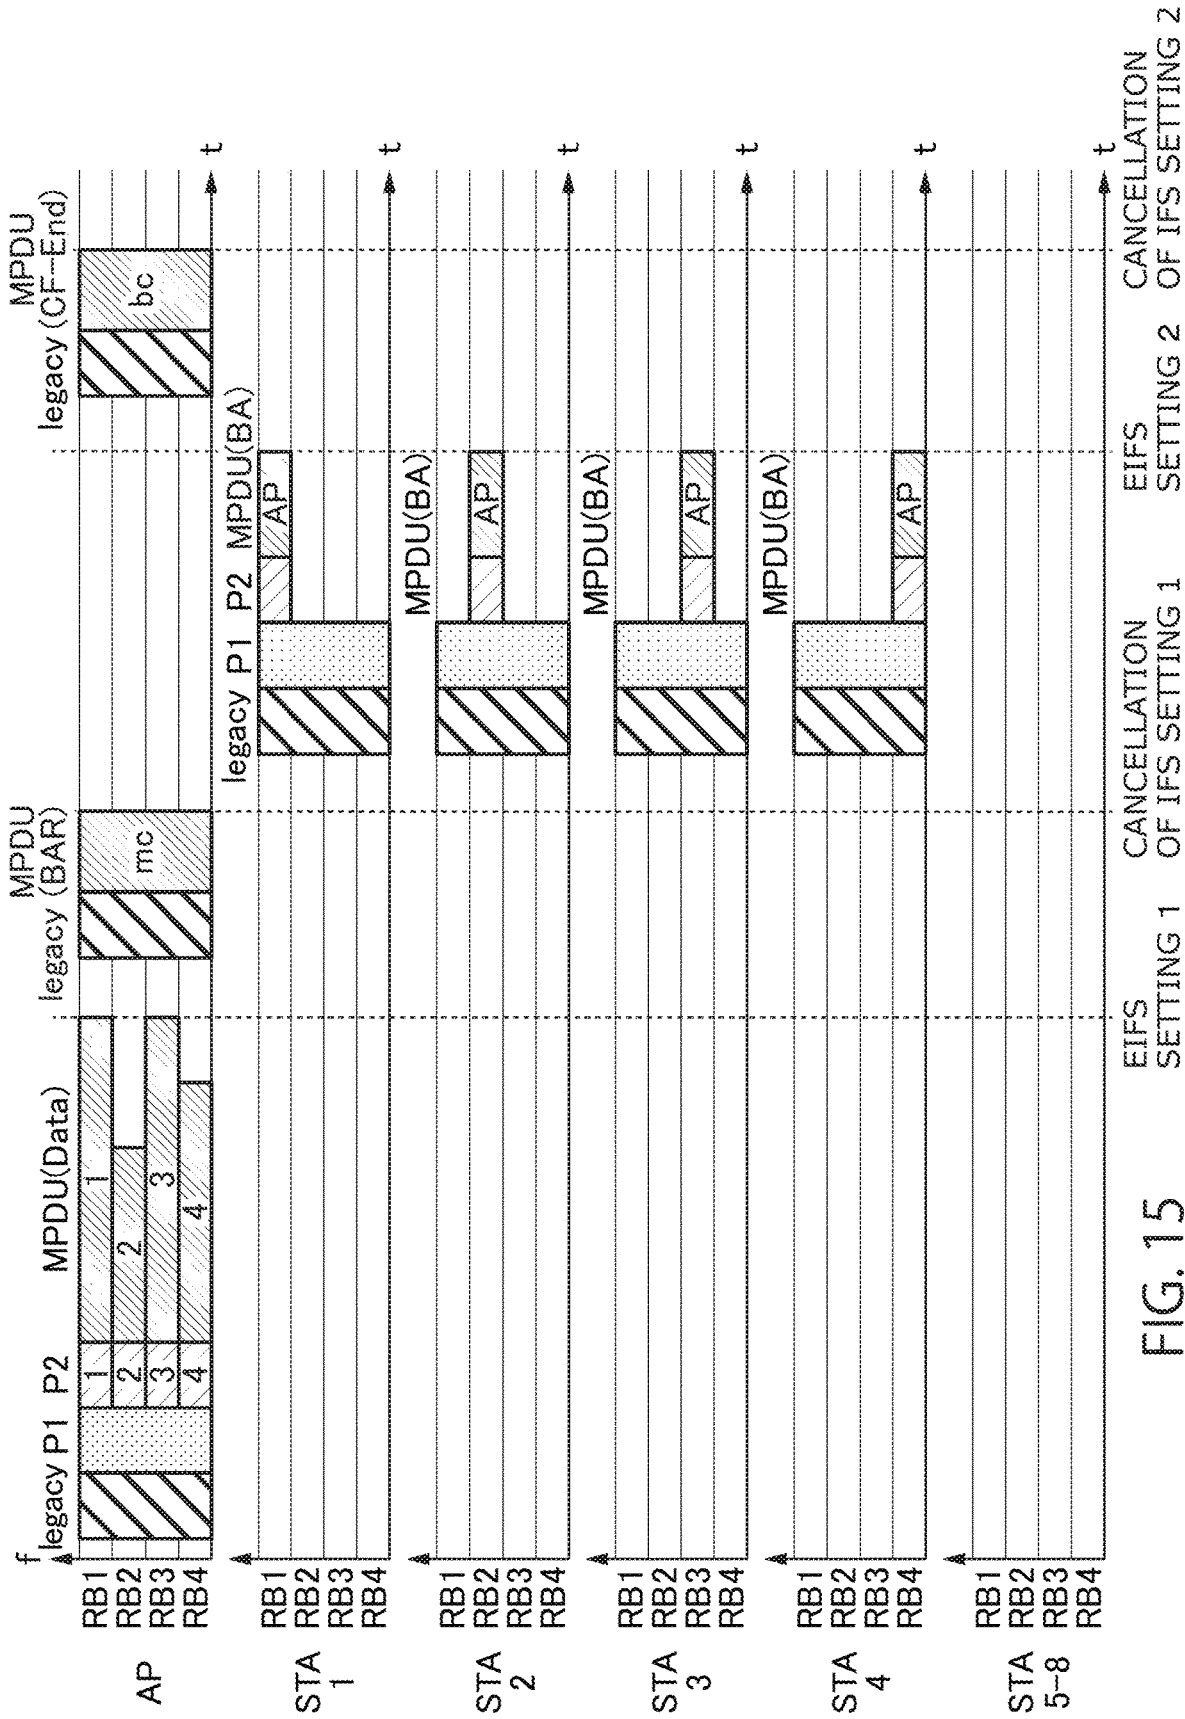 f
legacy P1 P2 MPDU(Data)
MPDU
legacy (BAR)
MPDU
legacy (CF-End)
AP
RB1
RB2
RB3
RB4
1
2
3
4
1
2
3
4
mc
bc
t
legacy P1 P2 MPDU(BA)
STA
1
RB1
RB2
RB3
RB4
AP
t
MPDU(BA)
STA
2
RB1
RB2
RB3
RB4
AP
t
MPDU(BA)
STA
3
RB1
RB2
RB3
RB4
AP
t
MPDU(BA)
STA
4
RB1
RB2
RB3
RB4
AP
t
STA
5-8
RB1
RB2
RB3
RB4
t
EIFS
SETTING 1
CANCELLATION
OF IFS SETTING 1
EIFS
SETTING 2
CANCELLATION
OF IFS SETTING 2
FIG. 15